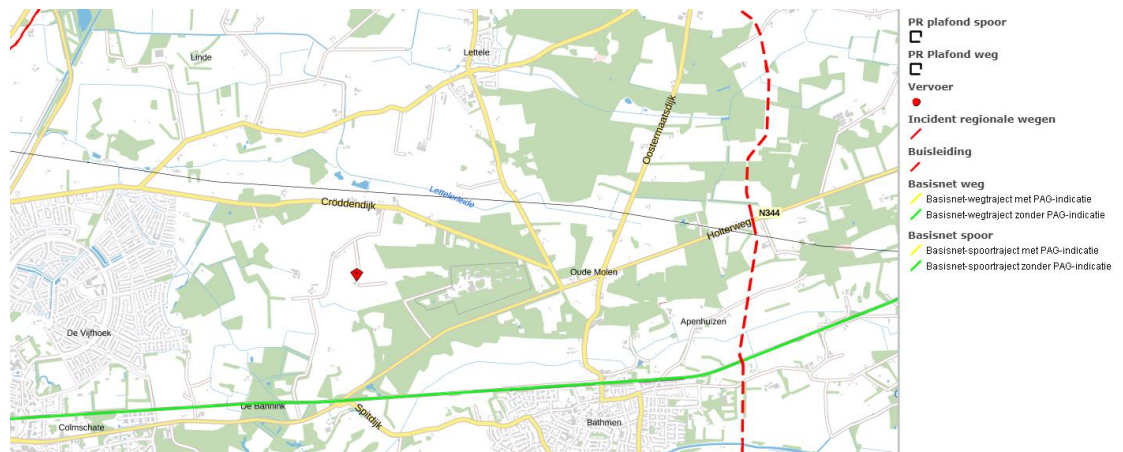 Linde
Lettele
Oostermaatsdijk
Lettelerleide
Cröddendijk
N344
Holterweg
Oude Molen
De Vijfhoek
Apenhuizen
De Bannink
Spitdijk
Colmschate
Bathmen
PR plafond spoor
PR Plafond weg
Vervoer
Incident regionale wegen
Buisleiding
Basisnet weg
Basisnet-wegtraject met PAG-indicatie
Basisnet-wegtraject zonder PAG-indicatie
Basisnet spoor
Basisnet-spoortraject met PAG-indicatie
Basisnet-spoortraject zonder PAG-indicatie